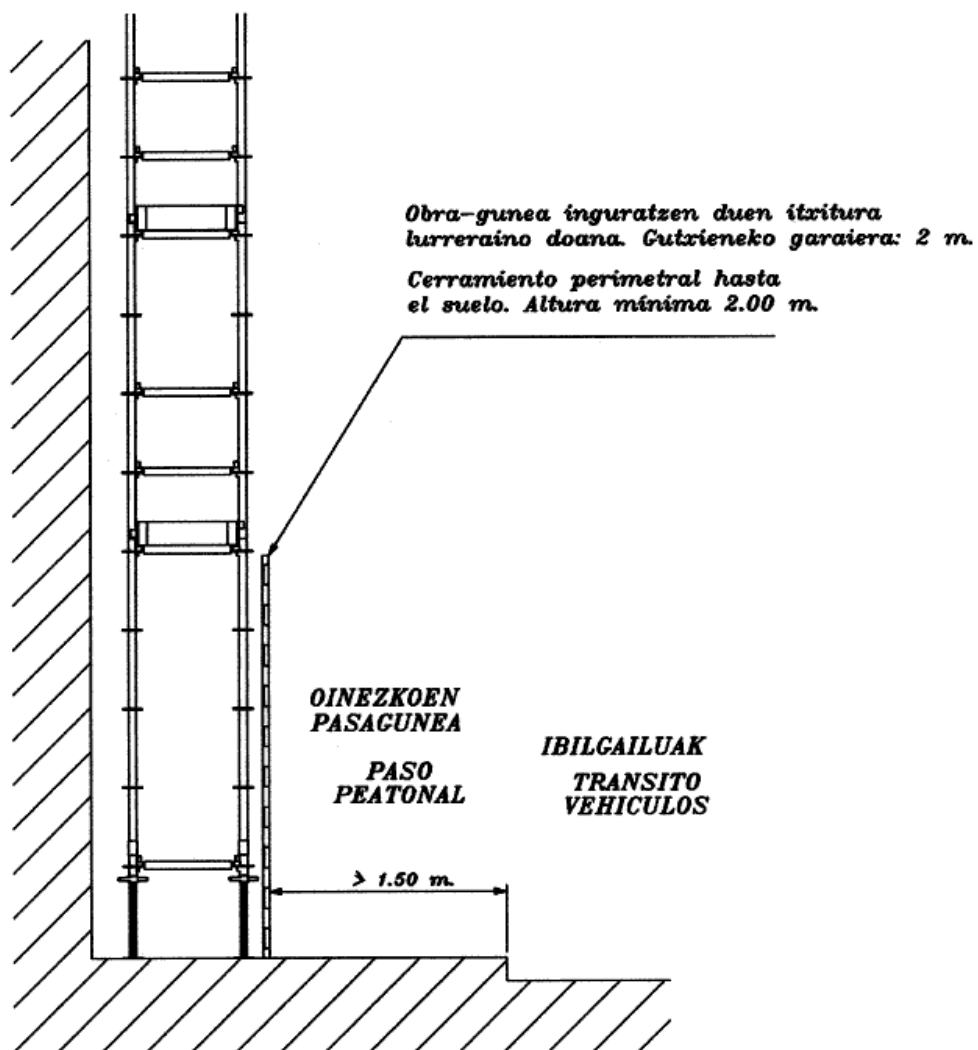 Obra-gunea inguratzen duen itxitura
lurreraino doana. Gutxieneko garaiera: 2 m.
Cerramiento perimetral hasta
el suelo. Altura mínima 2.00 m.
OINEZKOEN
PASAGUNEA
PASO
PEATONAL
IBILGAILUAK
TRANSITO
VEHICULOS
⩾ 1.50 m.